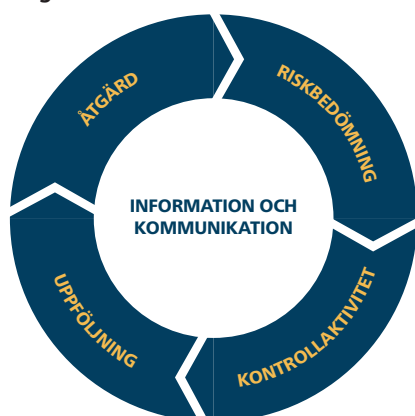 ÅTGÄRD
RISKBEDÖMNING
INFORMATION OCH
KOMMUNIKATION
UPPFÖLJNING
KONTROLLAKTIVITET